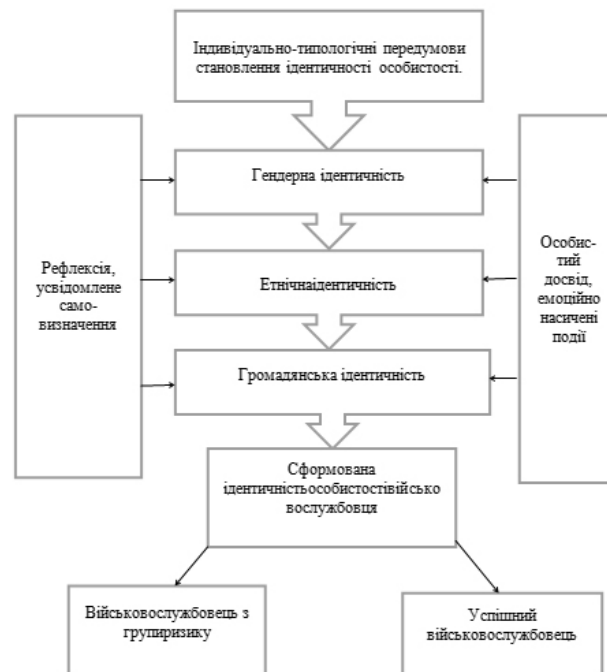 Індивідуально-типологічні передумови
становлення ідентичності особистості.
Гендерна ідентичність
Рефлексія,
усвідомлене
само-
визначення
Етнічнаідентичність
Особис-
тий
досвід,
емоційно
насичені
події
Громадянська ідентичність
Сформована
ідентичністьособистостівійсько
вослужбовця
Військовослужбовець з
групиризику
Успішний
військовослужбовець